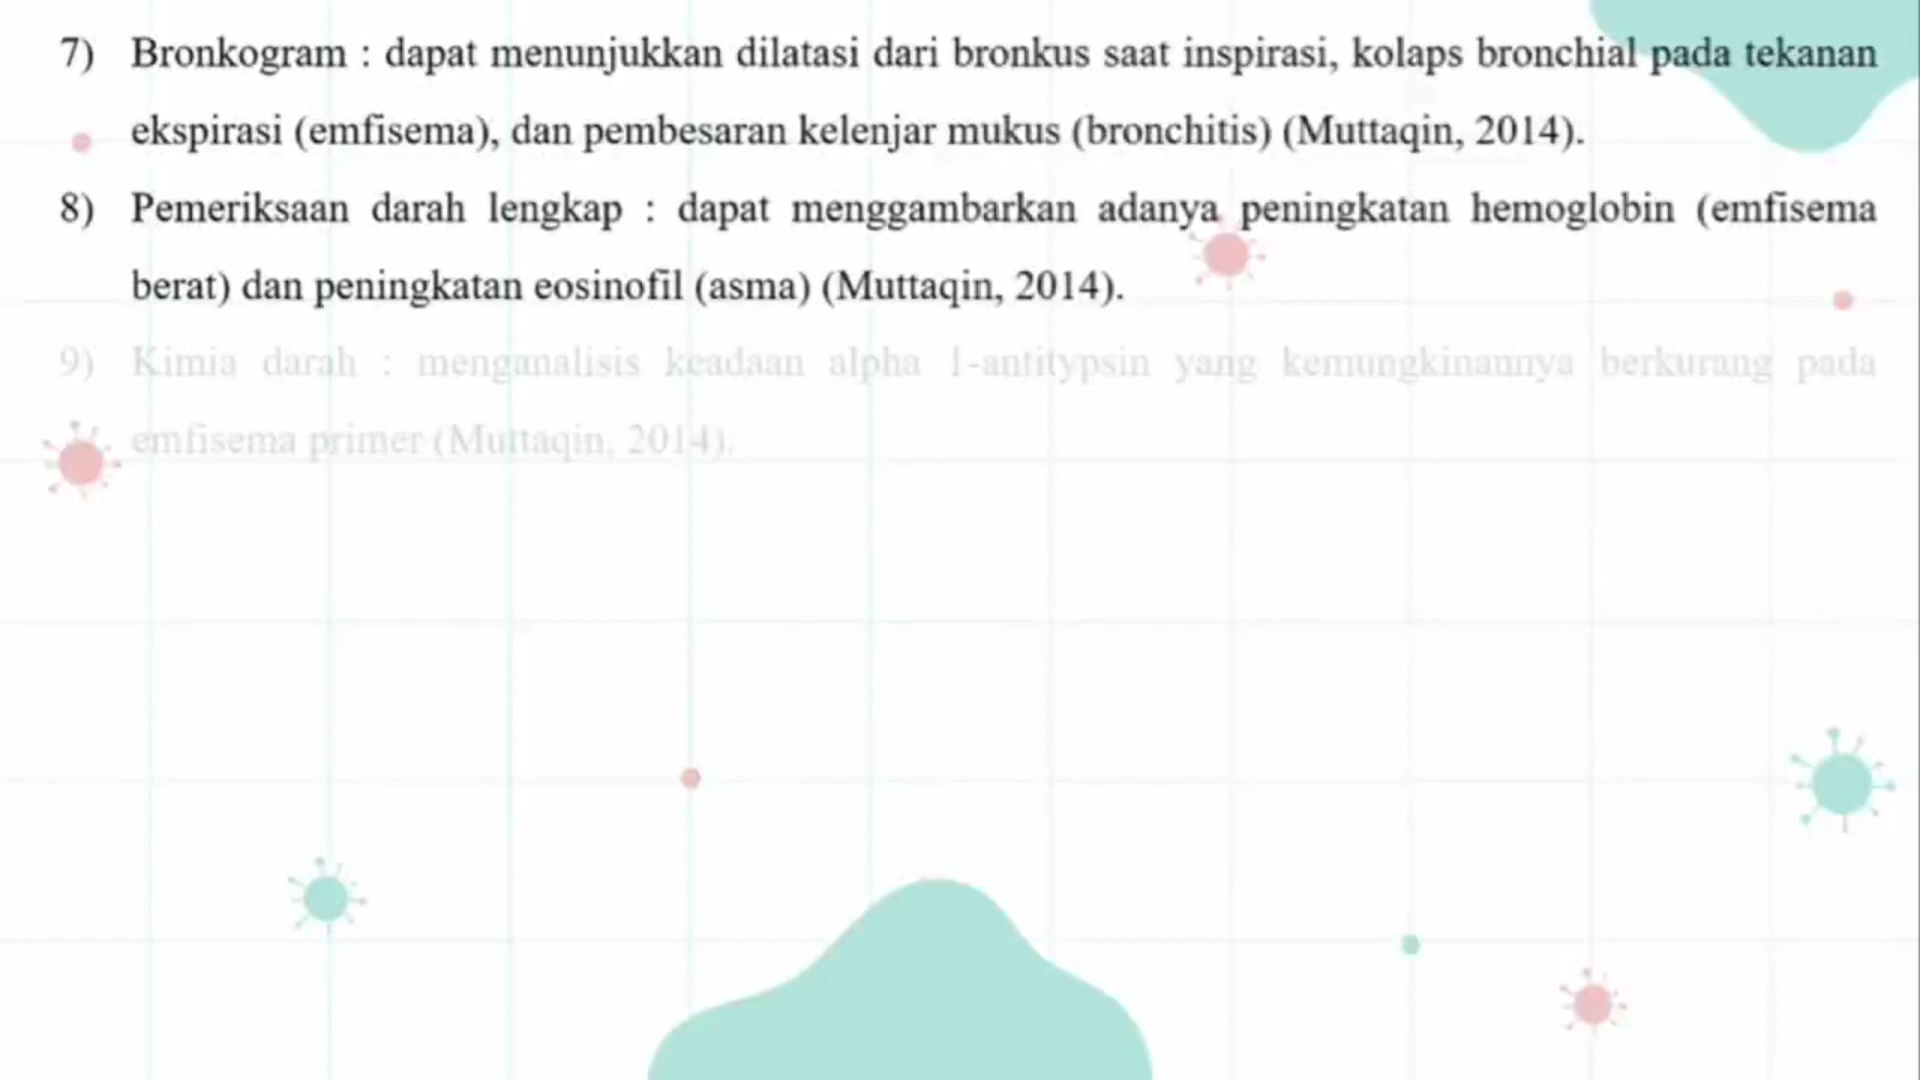 7) Bronkogram : dapat menunjukkan dilatasi dari bronkus saat inspirasi, kolaps bronchial pada tekanan
ekspirasi (emfisema), dan pembesaran kelenjar mukus (bronchitis) (Muttaqin, 2014).
8) Pemeriksaan darah lengkap : dapat menggambarkan adanya peningkatan hemoglobin (emfisema
berat) dan peningkatan eosinofil (asma) (Muttaqin, 2014).
9) Kimia darah : menganalisis keadaan alpha 1-antitypsin yang kemungkinannya berkurang pada
emfisema primer (Muttaqin, 2014).